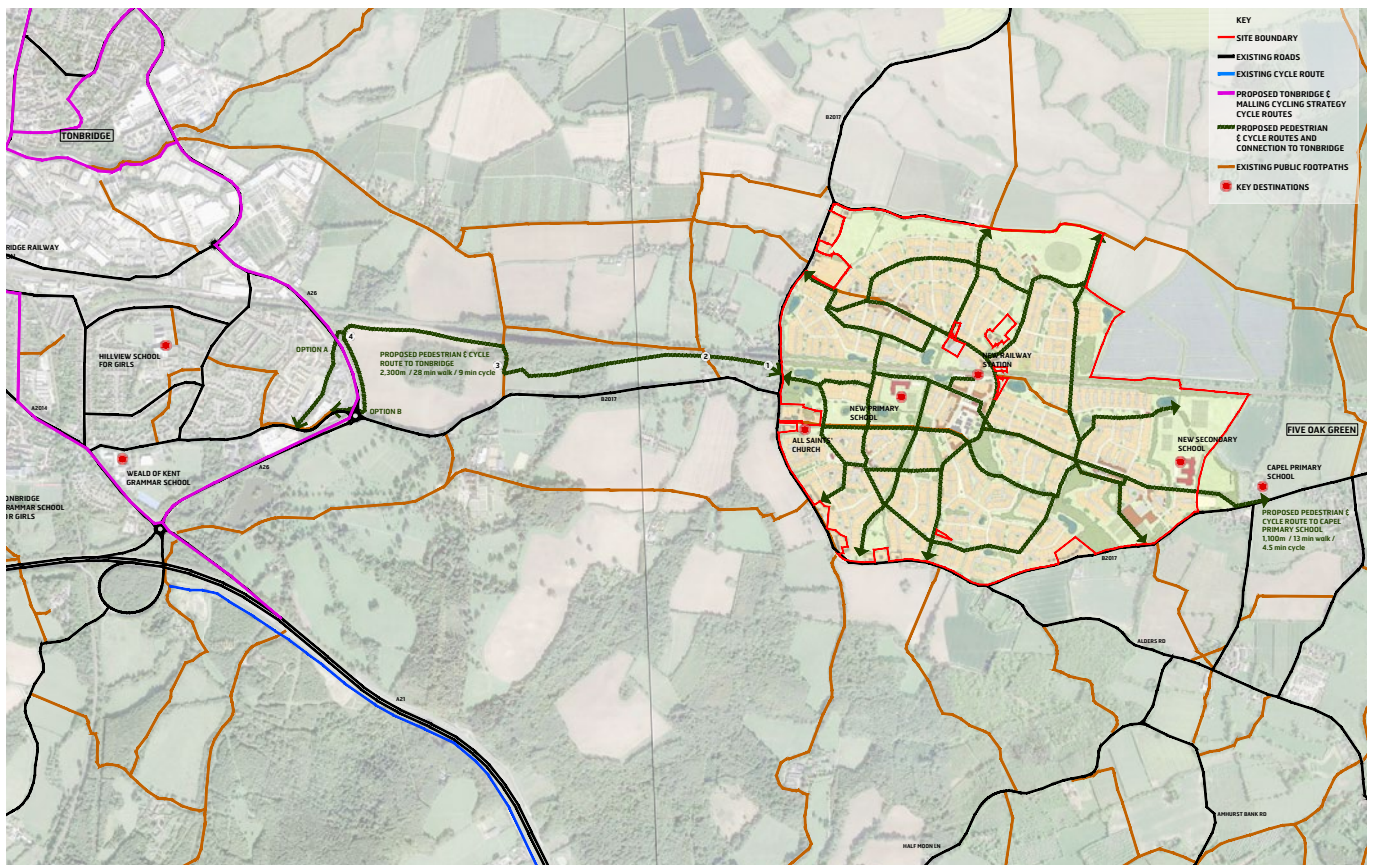 KEY
SITE BOUNDARY
EXISTING ROADS
EXISTING CYCLE ROUTE
PROPOSED TONBRIDGE &
MALLING CYCLING STRATEGY
CYCLE ROUTES
PROPOSED PEDESTRIAN
& CYCLE ROUTES AND
CONNECTION TO TONBRIDGE
EXISTING PUBLIC FOOTPATHS
KEY DESTINATIONS
B2017
TONBRIDGE
RIDGE RAILWAY
A26
HILLVIEW SCHOOL
FOR GIRLS
OPTION A
4
PROPOSED PEDESTRIAN & CYCLE
ROUTE TO TONBRIDGE
2,300m / 28 min walk / 9 min cycle
3
2
1
OPTION B
B2017
A2014
A26
WEALD OF KENT
GRAMMAR SCHOOL
ONBRIDGE
RAMMAR SCHOOL
R GIRLS
NEW RAILWAY
STATION
NEW PRIMARY
SCHOOL
ALL SAINTS'
CHURCH
NEW SECONDARY
SCHOOL
FIVE OAK GREEN
CAPEL PRIMARY
SCHOOL
PROPOSED PEDESTRIAN &
CYCLE ROUTE TO CAPEL
PRIMARY SCHOOL
1,100m / 13 min walk /
4.5 min cycle
B2017
ALDERS RD
A21
AMHURST BANK RD
HALF MOON LN